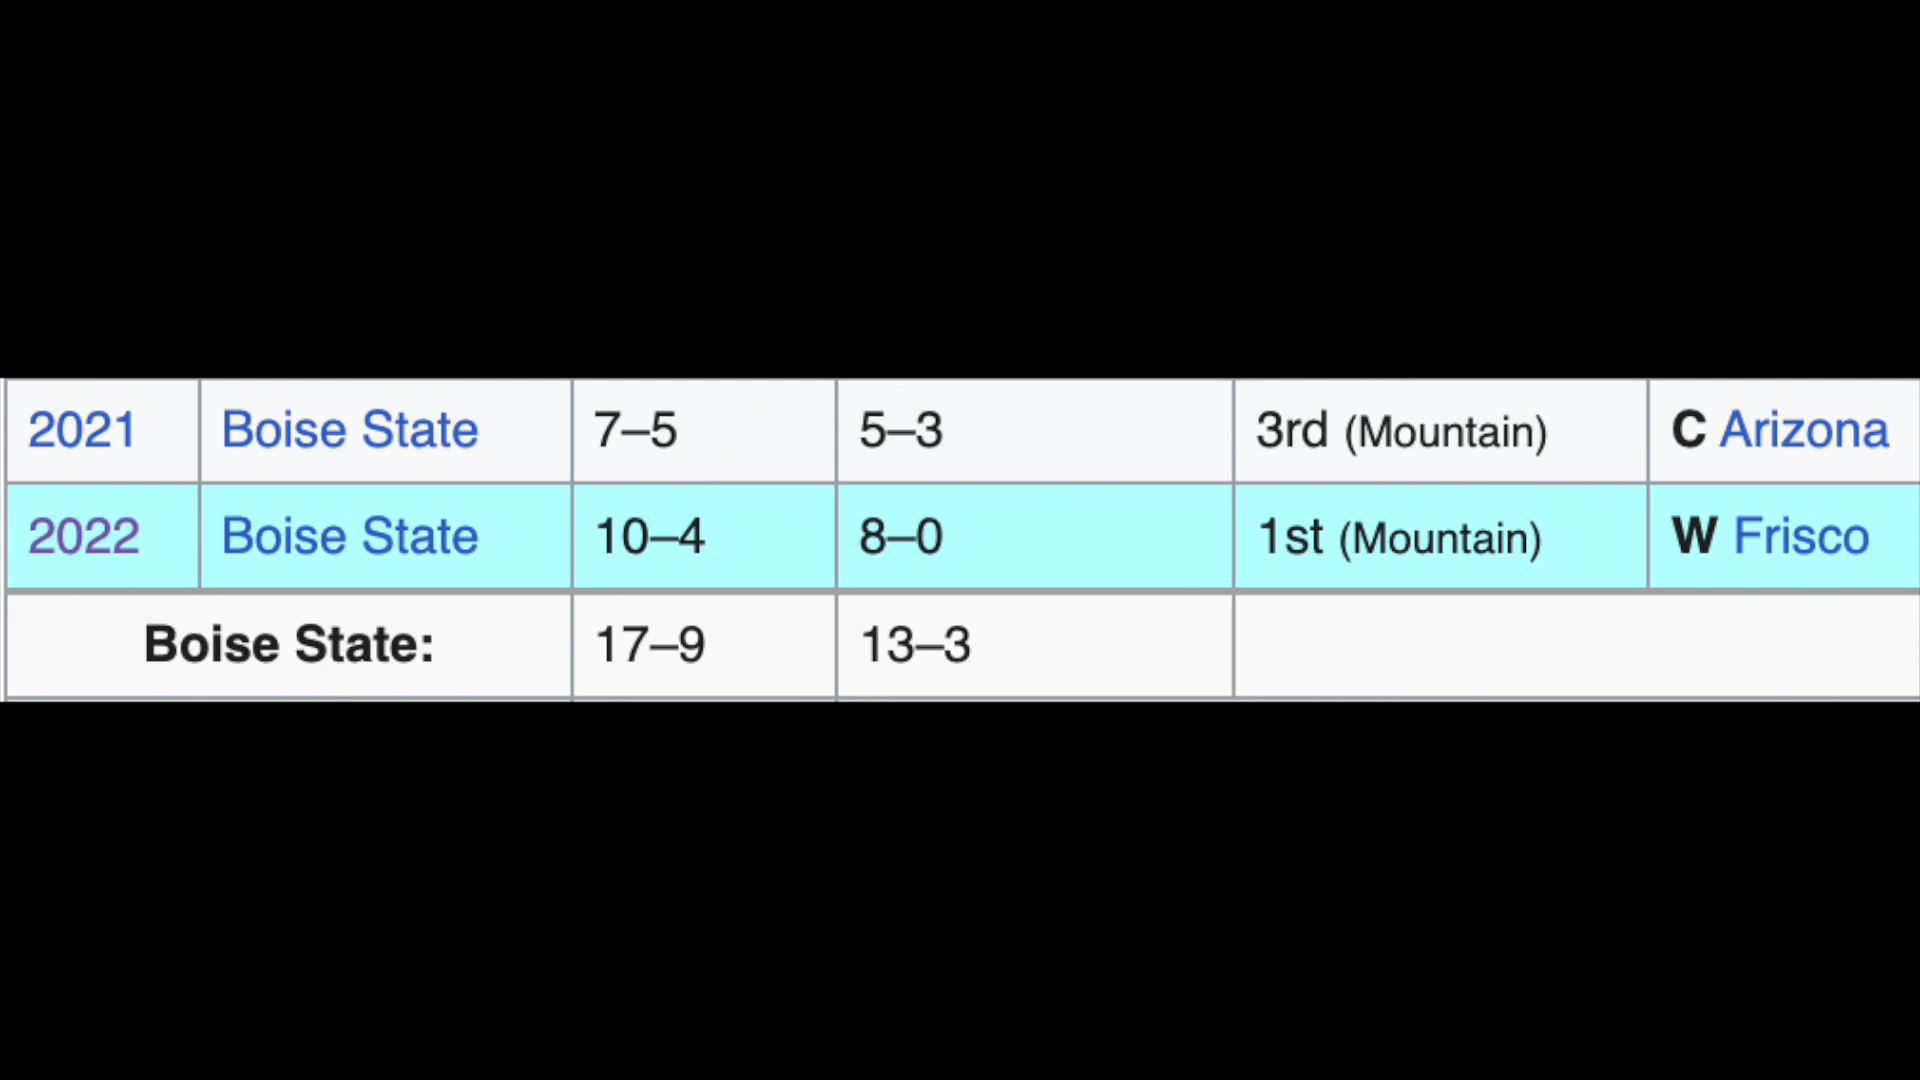 2021 Boise State 7–5 5–3 3rd (Mountain) C Arizona
2022 Boise State 10–4 8–0 1st (Mountain) W Frisco
Boise State: 17–9 13–3